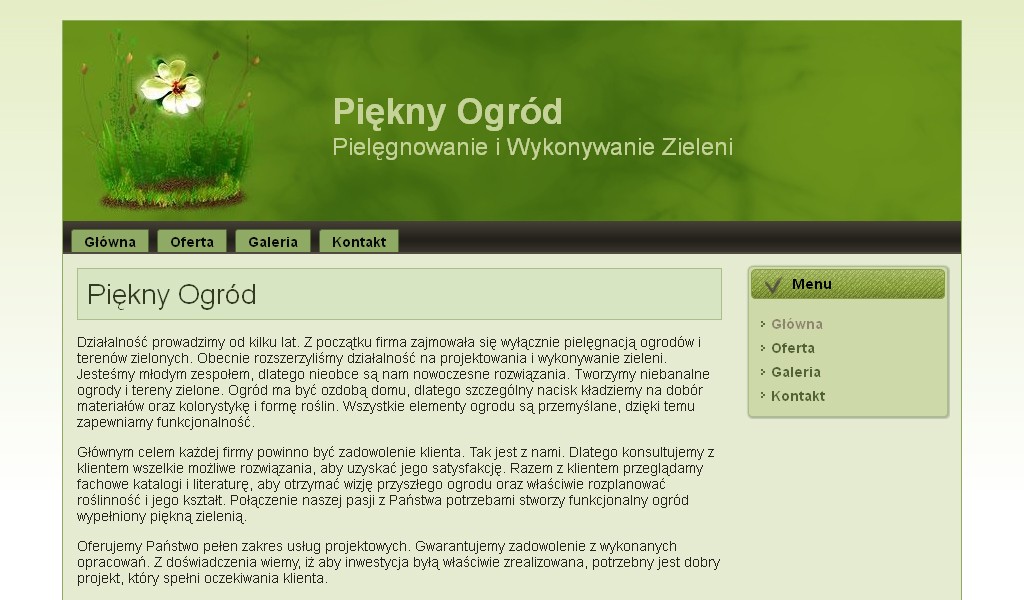 Piękny Ogród
Pielęgnowanie i Wykonywanie Zieleni
Główna Oferta Galeria Kontakt
Piękny Ogród
Działalność prowadzimy od kilku lat. Z początku firma zajmowała się wyłącznie pielęgnacją ogrodów i
terenów zielonych. Obecnie rozszerzyliśmy działalność na projektowania i wykonywanie zieleni.
Jesteśmy młodym zespołem, dlatego nieobce są nam nowoczesne rozwiązania. Tworzymy niebanalne
ogrody i tereny zielone. Ogród ma być ozdobą domu, dlatego szczególny nacisk kładziemy na dobór
materiałów oraz kolorystykę i formę roślin. Wszystkie elementy ogrodu są przemyślane, dzięki temu
zapewniamy funkcjonalność.
Głównym celem każdej firmy powinno być zadowolenie klienta. Tak jest z nami. Dlatego konsultujemy z
klientem wszelkie możliwe rozwiązania, aby uzyskać jego satysfakcję. Razem z klientem przeglądamy
fachowe katalogi i literaturę, aby otrzymać wizję przyszłego ogrodu oraz właściwie rozplanować
roślinność i jego kształt. Połączenie naszej pasji z Państwa potrzebami stworzy funkcjonalny ogród
wypełniony piękną zielenią.
Oferujemy Państwo pełen zakres usług projektowych. Gwarantujemy zadowolenie z wykonanych
opracowań. Z doświadczenia wiemy, iż aby inwestycja byłą właściwie zrealizowana, potrzebny jest dobry
projekt, który spełni oczekiwania klienta.
Menu
Główna
Oferta
Galeria
Kontakt